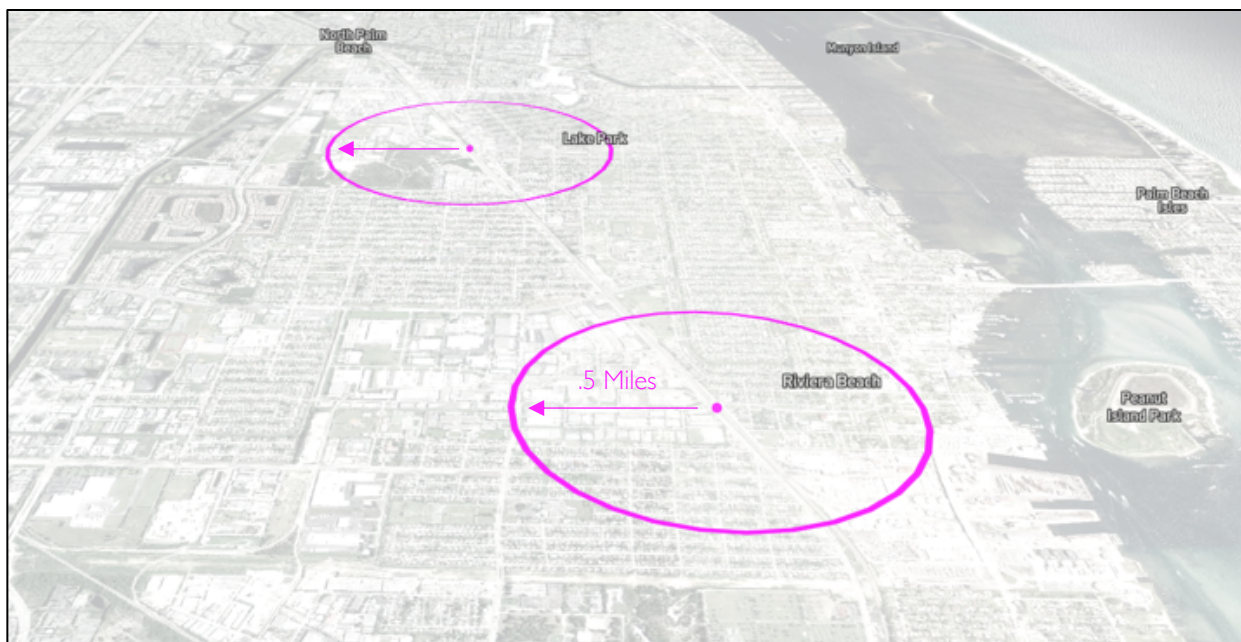 North Palm
Beach
Munyon Island
Lake Park
Palm Beach
Isles
.5 Miles
Riviera Beach
Peanut
Island Park